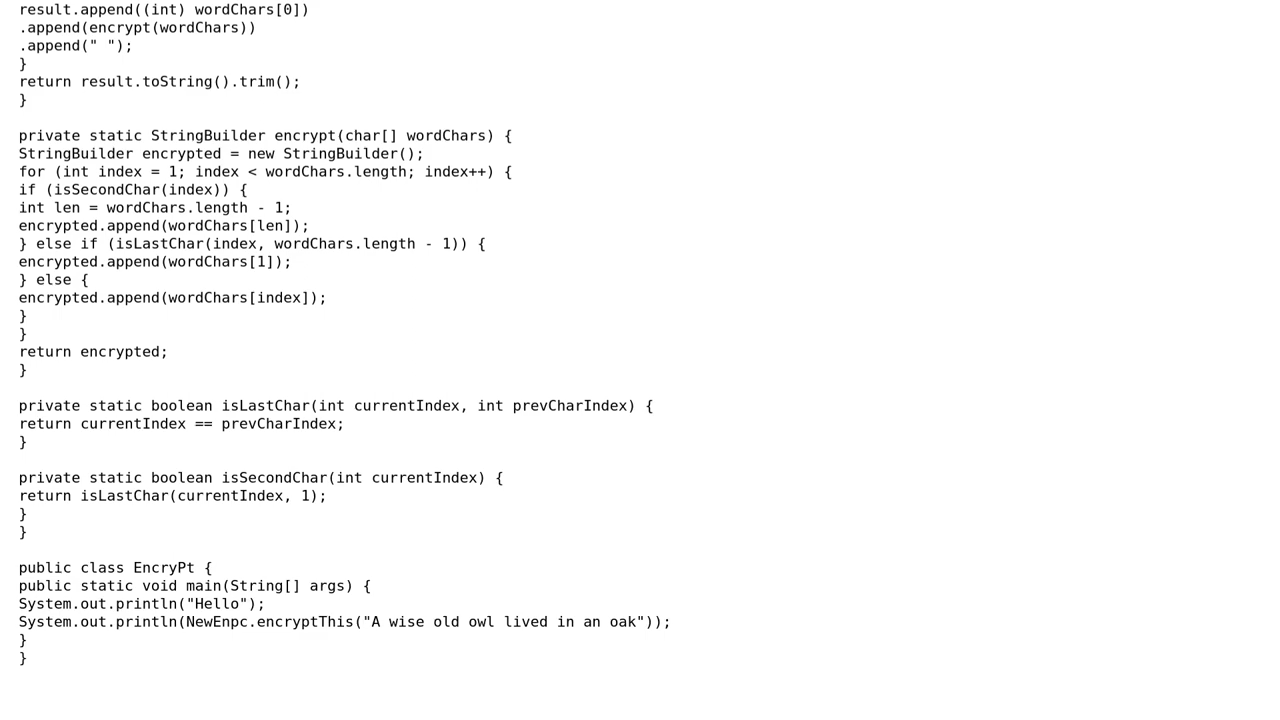 result.append((int) wordChars[0])
.append(encrypt(wordChars))
.append(" ");
}
return result.toString().trim();
}
private static StringBuilder encrypt(char[] wordChars) {
StringBuilder encrypted = new StringBuilder();
for (int index = 1; index < wordChars.length; index++) {
if (isSecondChar(index)) {
int len = wordChars.length - 1;
encrypted.append(wordChars[len]);
} else if (isLastChar(index, wordChars.length - 1)) {
encrypted.append(wordChars[1]);
} else {
encrypted.append(wordChars[index]);
}
}
return encrypted;
}
private static boolean isLastChar(int currentIndex, int prevCharIndex) {
return currentIndex == prevCharIndex;
}
private static boolean isSecondChar(int currentIndex) {
return isLastChar(currentIndex, 1);
}
}
public class EncryPt {
public static void main(String[] args) {
System.out.println("Hello");
System.out.println(NewEnpc.encryptThis("A wise old owl lived in an oak"));
}
}